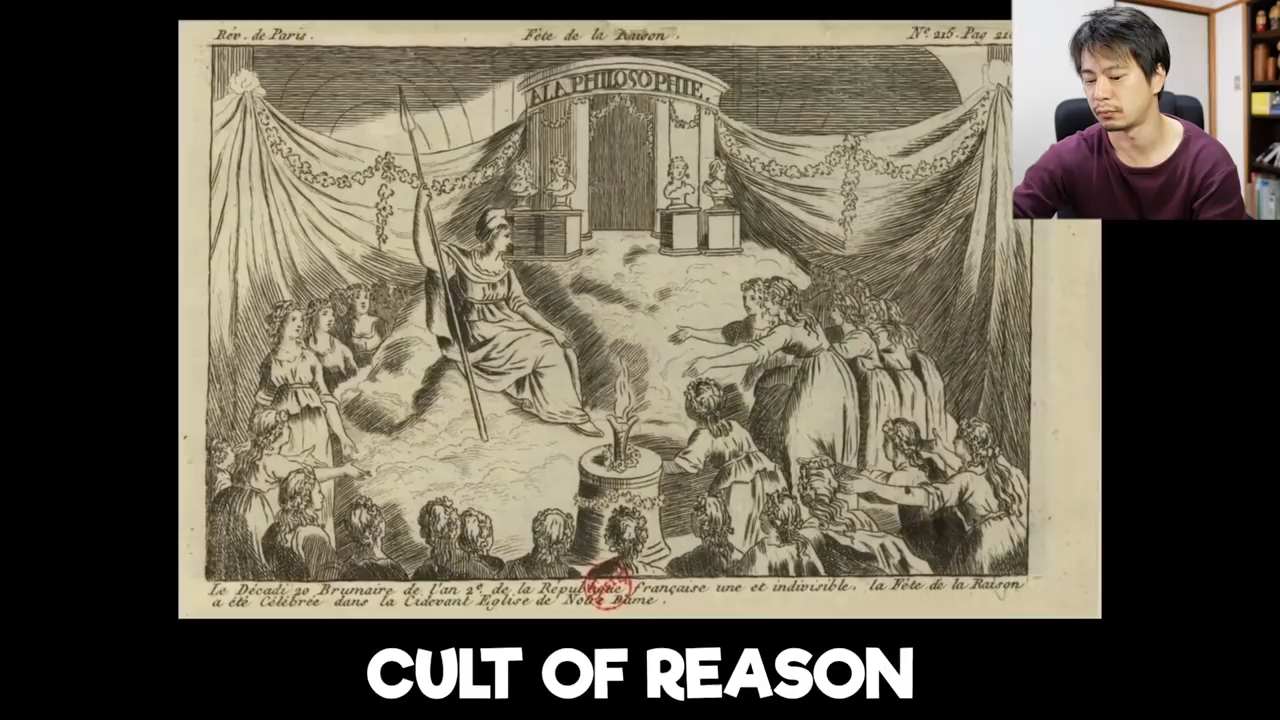 Rév. de Paris.
Fête de la Raison.
Nº. 215. Pag
A LA PHILOSOPHIE.
Le Décadi 20 Brumaire de l'an 2e. de la République française une et indivisible, la Fête de la Raison
a été Célébrée dans la Cidevant Eglise de Notre Dame.
CULT OF REASON